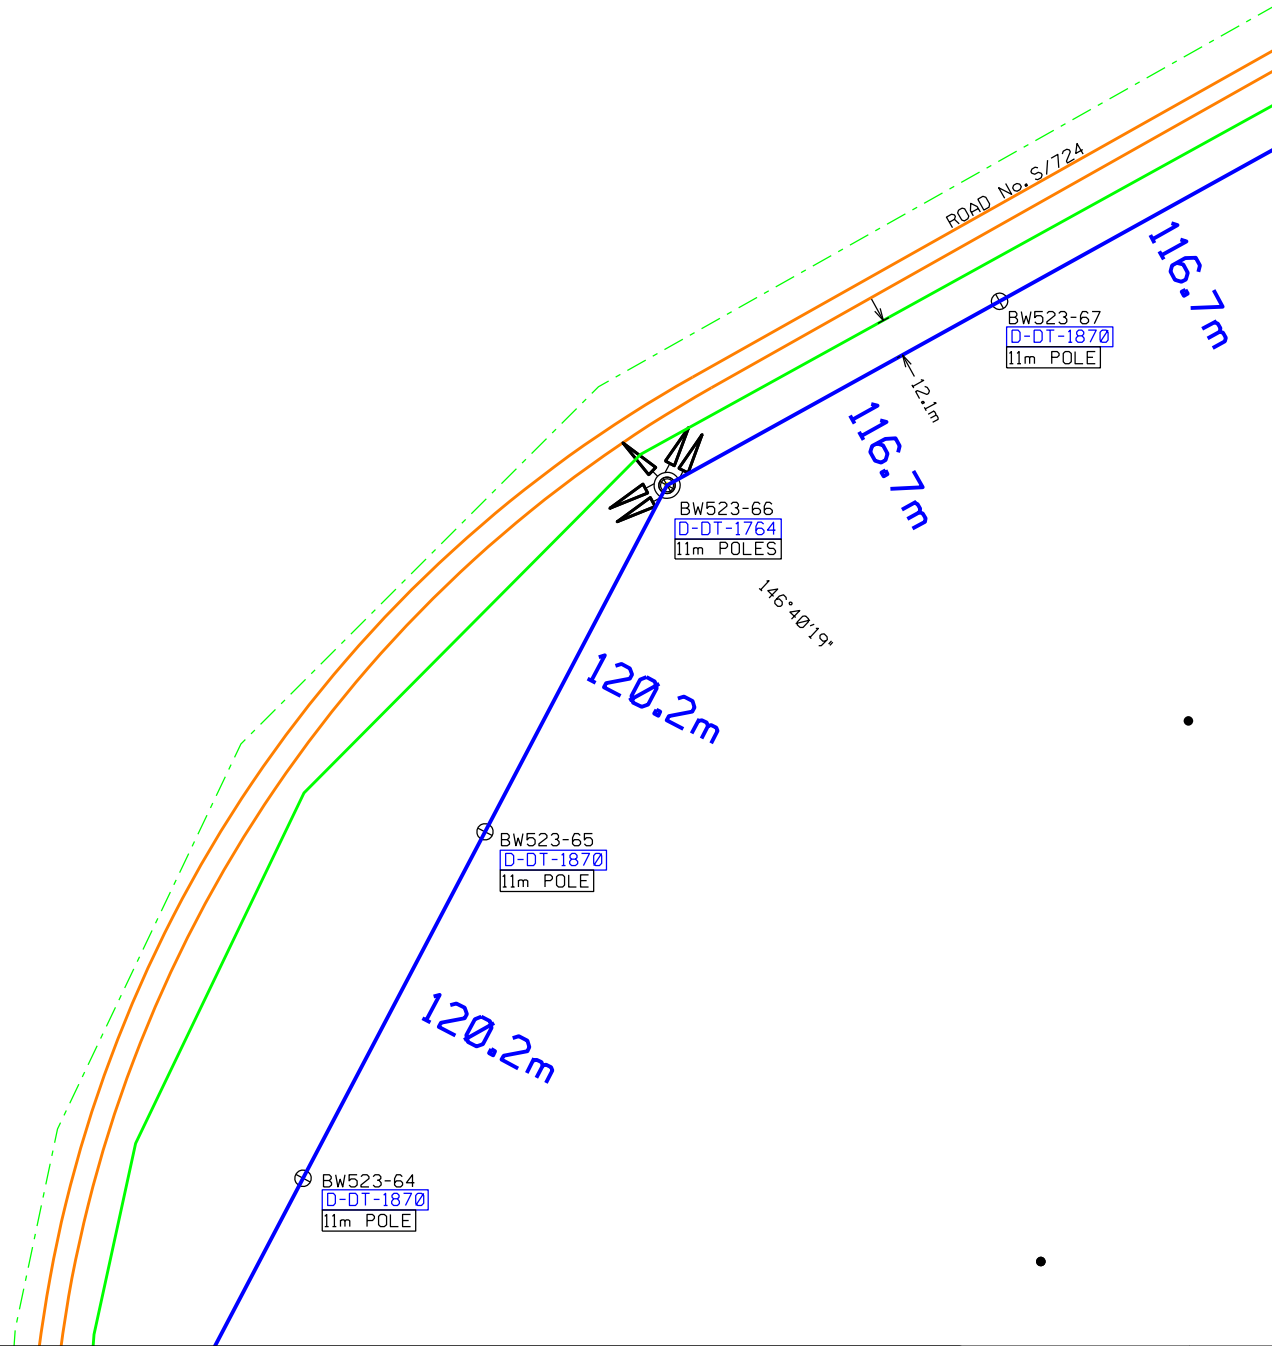 ROAD No. S/724
116.7m
BW523-67
D-DT-1870
11m POLE
12.1m
116.7m
BW523-66
D-DT-1764
11m POLES
146°40'19"
120.2m
BW523-65
D-DT-1870
11m POLE
120.2m
BW523-64
D-DT-1870
11m POLE